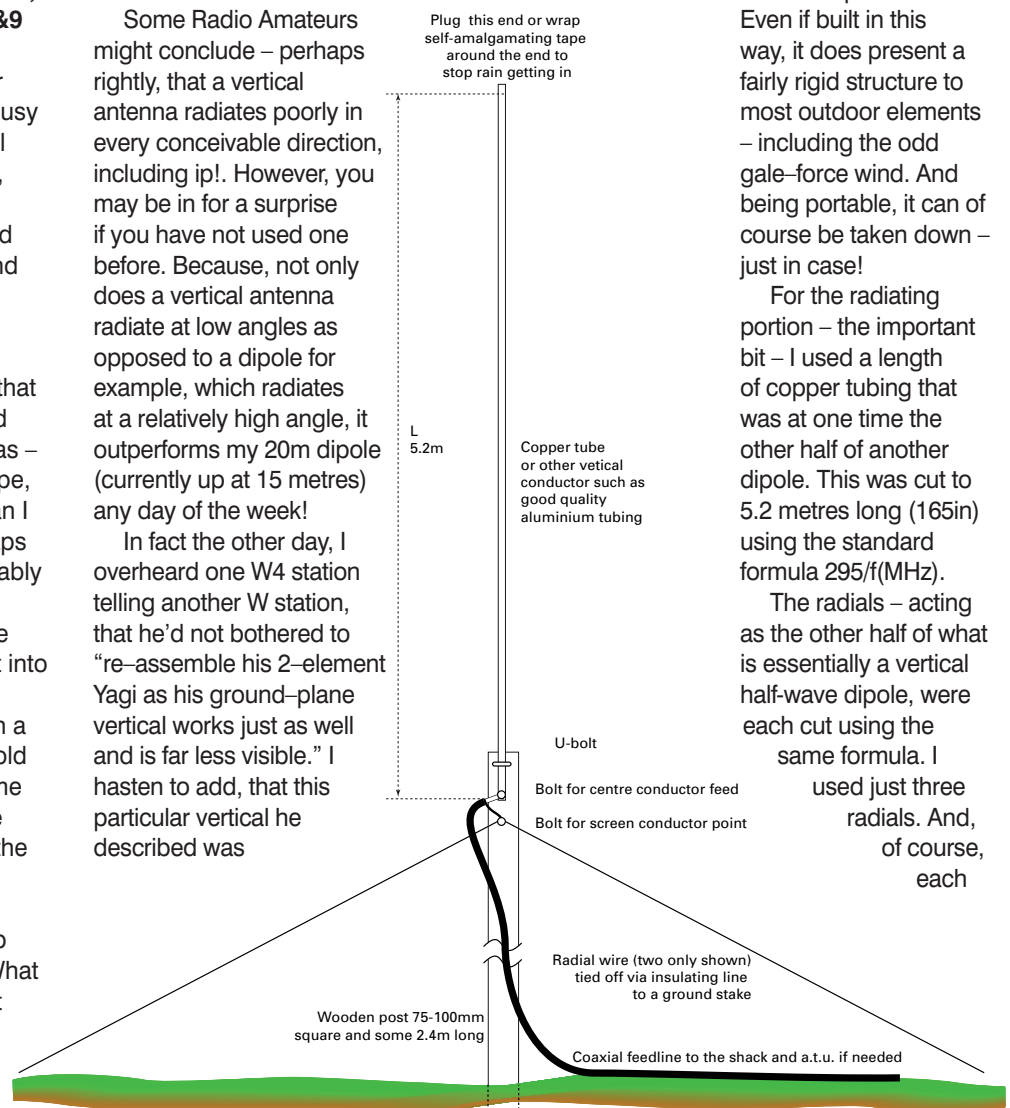 &9
r
usy
l
,
d
nd
that
d
as –
pe,
an I
ps
ably
e
t into
n a
old
me
e
the
o
What
t
Some Radio Amateurs
might conclude – perhaps
rightly, that a vertical
antenna radiates poorly in
every conceivable direction,
including ip!. However, you
may be in for a surprise
if you have not used one
before. Because, not only
does a vertical antenna
radiate at low angles as
opposed to a dipole for
example, which radiates
at a relatively high angle, it
outperforms my 20m dipole
(currently up at 15 metres)
any day of the week!
In fact the other day, I
overheard one W4 station
telling another W station,
that he’d not bothered to
“re–assemble his 2–element
Yagi as his ground–plane
vertical works just as well
and is far less visible.” I
hasten to add, that this
particular vertical he
described was
Plug this end or wrap
self-amalgamating tape
around the end to
stop rain getting in
L
5.2m
Copper tube
or other vetical
conductor such as
good quality
aluminium tubing
U-bolt
Bolt for centre conductor feed
Bolt for screen conductor point
Radial wire (two only shown)
tied off via insulating line
to a ground stake
Wooden post 75-100mm
square and some 2.4m long
Coaxial feedline to the shack and a.t.u. if needed
Even if built in this
way, it does present a
fairly rigid structure to
most outdoor elements
– including the odd
gale–force wind. And
being portable, it can of
course be taken down –
just in case!
For the radiating
portion – the important
bit – I used a length
of copper tubing that
was at one time the
other half of another
dipole. This was cut to
5.2 metres long (165in)
using the standard
formula 295/f(MHz).
The radials – acting
as the other half of what
is essentially a vertical
half-wave dipole, were
each cut using the
same formula. I
used just three
radials. And,
of course,
each